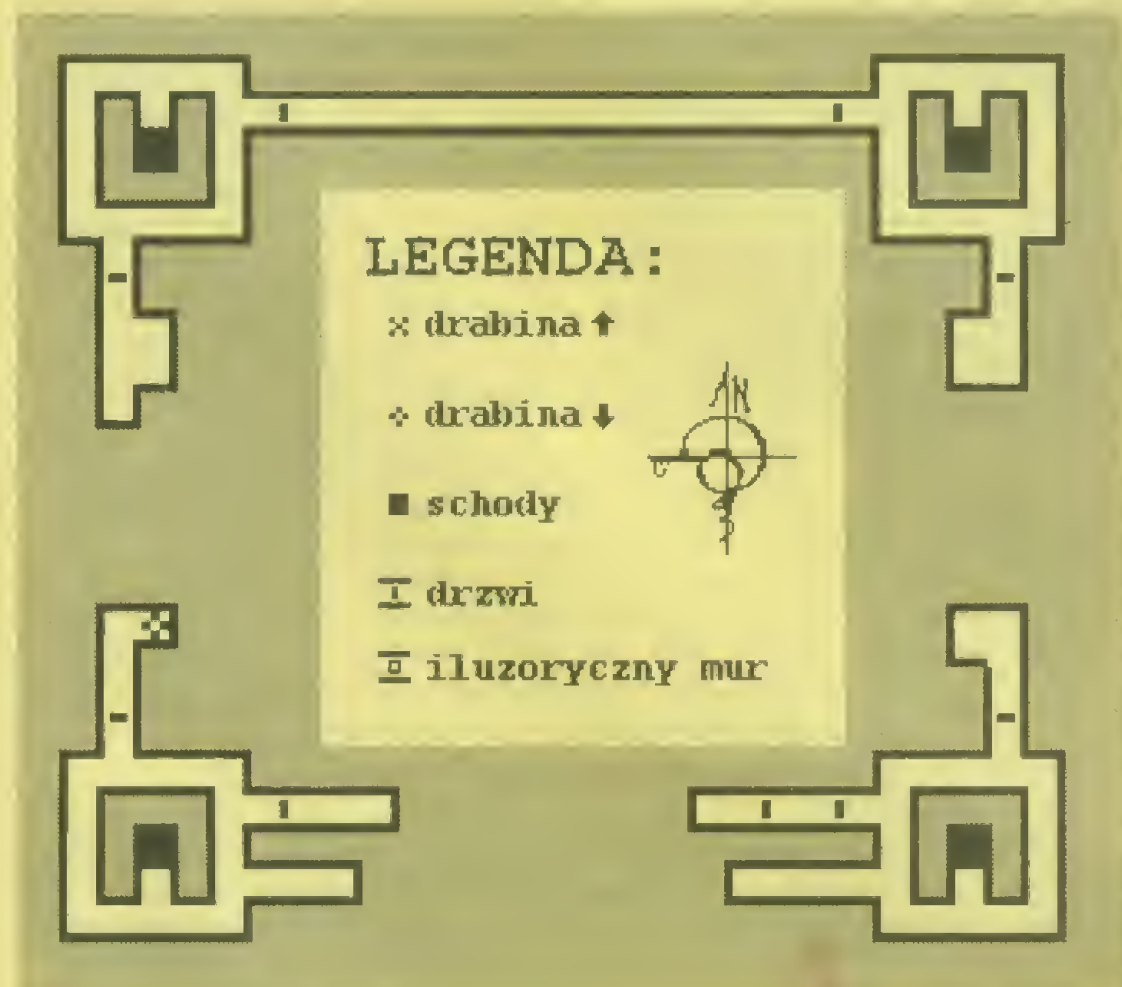 LEGENDA:
drabina ↑
drabina ↓
N
schody
drzwi
iluzoryczny mur